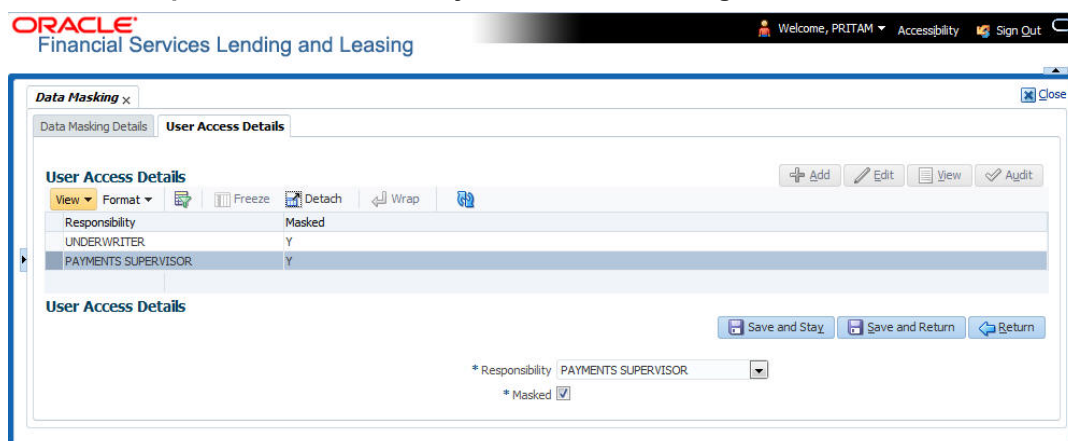 ORACLE®
Financial Services Lending and Leasing
Welcome, PRITAM Accessibility Sign Out
Data Masking x
Close
Data Masking Details User Access Details
User Access Details
Add Edit View Audit
View Format Freeze Detach Wrap
Responsibility Masked
UNDERWRITER Y
PAYMENTS SUPERVISOR Y
User Access Details
Save and Stay Save and Return Return
* Responsibility PAYMENTS SUPERVISOR
* Masked